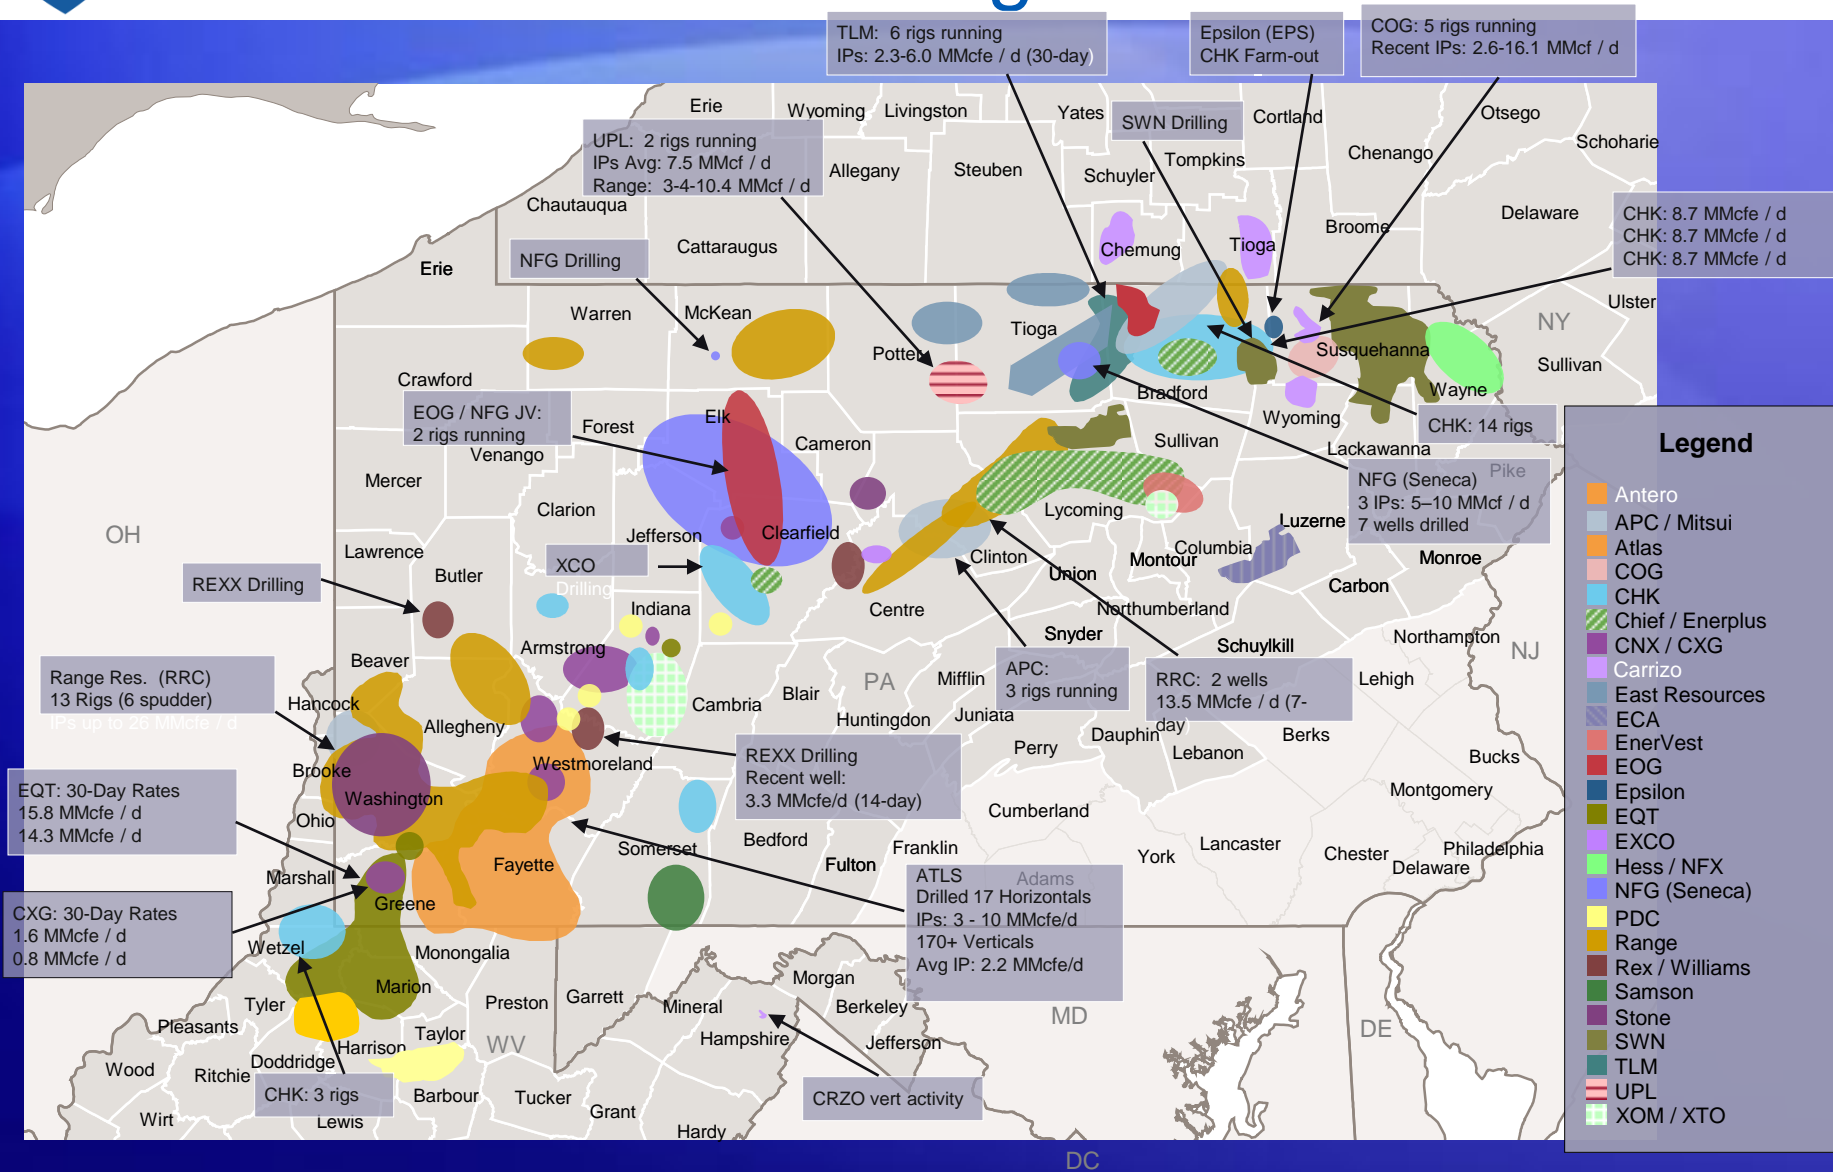 TLM: 6 rigs running
IPs: 2.3-6.0 MMcfe / d (30-day)
Epsilon (EPS)
CHK Farm-out
COG: 5 rigs running
Recent IPs: 2.6-16.1 MMcf / d
Erie
Wyoming
Livingston
Yates
SWN Drilling
Cortland
Otsego
Schoharie
UPL: 2 rigs running
IPs Avg: 7.5 MMcf / d
Range: 3-4-10.4 MMcf / d
Allegany
Steuben
Schuyler
Tompkins
Chenango
Chautauqua
Cattaraugus
Chemung
Tioga
Broome
Delaware
CHK: 8.7 MMcfe / d
CHK: 8.7 MMcfe / d
CHK: 8.7 MMcfe / d
NFG Drilling
Erie
Warren
McKean
Potter
Tioga
Bradford
Susquehanna
Wayne
Wyoming
Ulster
NY
Sullivan
Crawford
EOG / NFG JV:
2 rigs running
Venango
Forest
Elk
Cameron
Sullivan
Lackawanna
CHK: 14 rigs
Pike
NFG (Seneca)
3 IPs: 5–10 MMcf / d
7 wells drilled
Mercer
Clarion
Jefferson
Clearfield
Lycoming
Clinton
Luzerne
Columbia
Montour
Union
Monroe
Carbon
OH
Lawrence
Butler
REXX Drilling
XCO
Drilling
Indiana
Armstrong
Centre
Northumberland
Snyder
Schuylkill
Northampton
NJ
Beaver
Range Res. (RRC)
13 Rigs (6 spudder)
IPs up to 26 MMcfe / d
Hancock
Allegheny
Cambria
Blair
PA
Mifflin
Huntingdon
Juniata
APC:
3 rigs running
RRC: 2 wells
13.5 MMcfe / d (7-
day)
Lehigh
Perry
Dauphin
Lebanon
Berks
Bucks
Brooke
Washington
Westmoreland
REXX Drilling
Recent well:
3.3 MMcfe/d (14-day)
Montgomery
EQT: 30-Day Rates
15.8 MMcfe / d
14.3 MMcfe / d
Ohio
Cumberland
Marshall
Fayette
Somerset
Bedford
Fulton
Franklin
Adams
York
Lancaster
Chester
Delaware
Philadelphia
ATLS
Drilled 17 Horizontals
IPs: 3 - 10 MMcfe/d
170+ Verticals
Avg IP: 2.2 MMcfe/d
Greene
CXG: 30-Day Rates
1.6 MMcfe / d
0.8 MMcfe / d
Wetzel
Monongalia
Marion
Tyler
Pleasants
Preston
Garrett
Mineral
Morgan
Berkeley
Hampshire
Jefferson
MD
DE
Taylor
Harrison
Doddridge
WV
Wood
Ritchie
CHK: 3 rigs
Barbour
Tucker
Grant
CRZO vert activity
Wirt
Lewis
Hardy
DC
Legend
Antero
APC / Mitsui
Atlas
COG
CHK
Chief / Enerplus
CNX / CXG
Carrizo
East Resources
ECA
EnerVest
EOG
Epsilon
EQT
EXCO
Hess / NFX
NFG (Seneca)
PDC
Range
Rex / Williams
Samson
Stone
SWN
TLM
UPL
XOM / XTO